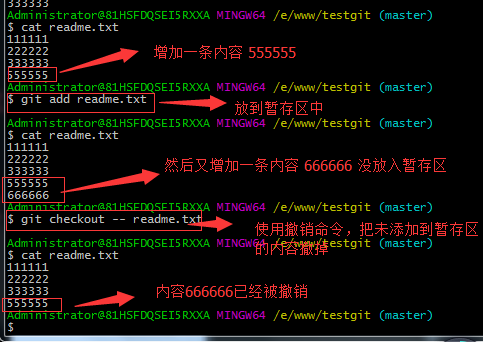 333333
Administrator@81HSFDQSEI5RXXA MINGW64 /e/www/testgit (master)
$ cat readme.txt
111111
222222
333333
555555
增加一条内容 555555
Administrator@81HSFDQSEI5RXXA MINGW64 /e/www/testgit (master)
$ git add readme.txt
放到暂存区中
Administrator@81HSFDQSEI5RXXA MINGW64 /e/www/testgit (master)
$ cat readme.txt
111111
222222
333333
555555
666666
然后又增加一条内容 666666 没放入暂存区
Administrator@81HSFDQSEI5RXXA MINGW64 /e/www/testgit (master)
$ git checkout -- readme.txt
使用撤销命令，把未添加到暂存区
的内容撤掉
Administrator@81HSFDQSEI5RXXA MINGW64 /e/www/testgit (master)
$ cat readme.txt
111111
222222
333333
555555
内容666666已经被撤销
Administrator@81HSFDQSEI5RXXA MINGW64 /e/www/testgit (master)
$